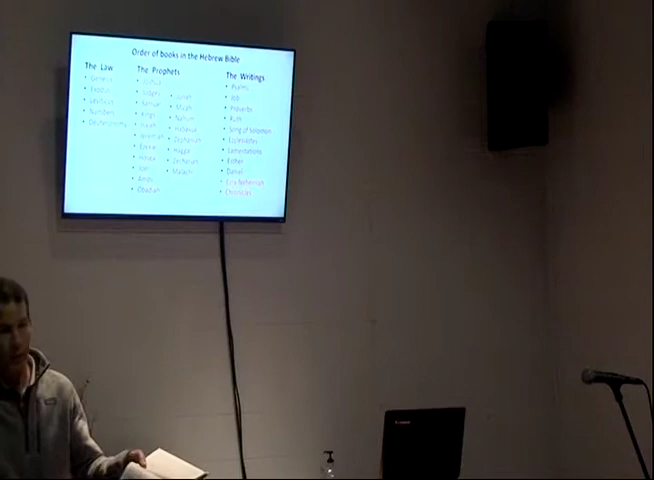 Order of books in the Hebrew Bible
The Law
Genesis
Exodus
Leviticus
Numbers
Deuteronomy
The Prophets
Joshua
Judges
Samuel
Kings
Isaiah
Jeremiah
Ezekiel
Hosea
Joel
Amos
Obadiah
Jonah
Micah
Nahum
Habakuk
Zephaniah
Haggai
Zechariah
Malachi
The Writings
Psalms
Job
Proverbs
Ruth
Song of Solomon
Ecclesiastes
Lamentations
Esther
Daniel
Ezra Nehemiah
Chronicles